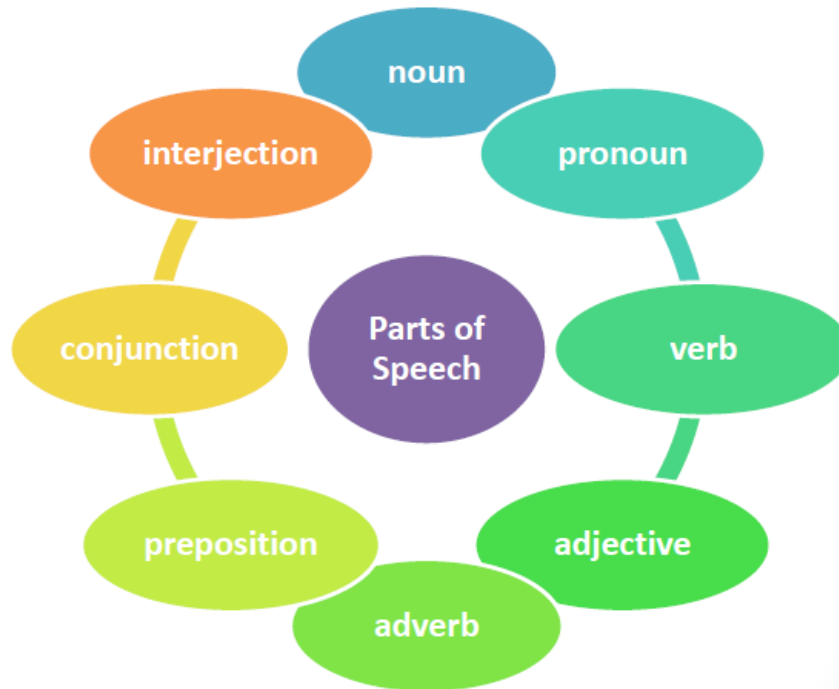 noun
interjection
pronoun
conjunction
Parts of
Speech
verb
preposition
adjective
adverb